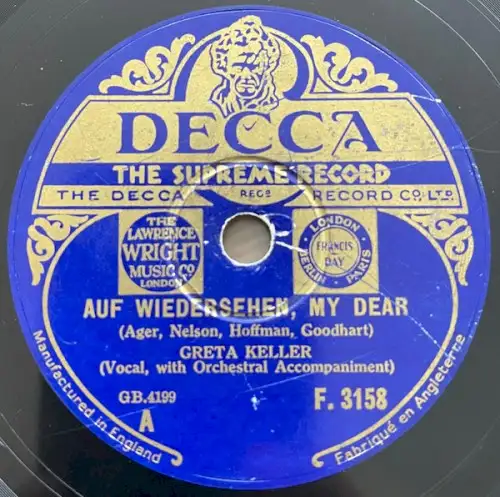 DECCA
THE SUPREME RECORD
THE DECCA REGD RECORD CO LTD.
THE
LAWRENCE
WRIGHT
MUSIC CO.
LONDON
LONDON
FRANCIS
DAY
BERLIN PARIS
AUF WIEDERSEHEN, MY DEAR
(Ager, Nelson, Hoffman, Goodhart)
GRETA KELLER
(Vocal, with Orchestral Accompaniment)
GB.4199
A
F. 3158
Manufactured in England
Fabriqué en Angleterre